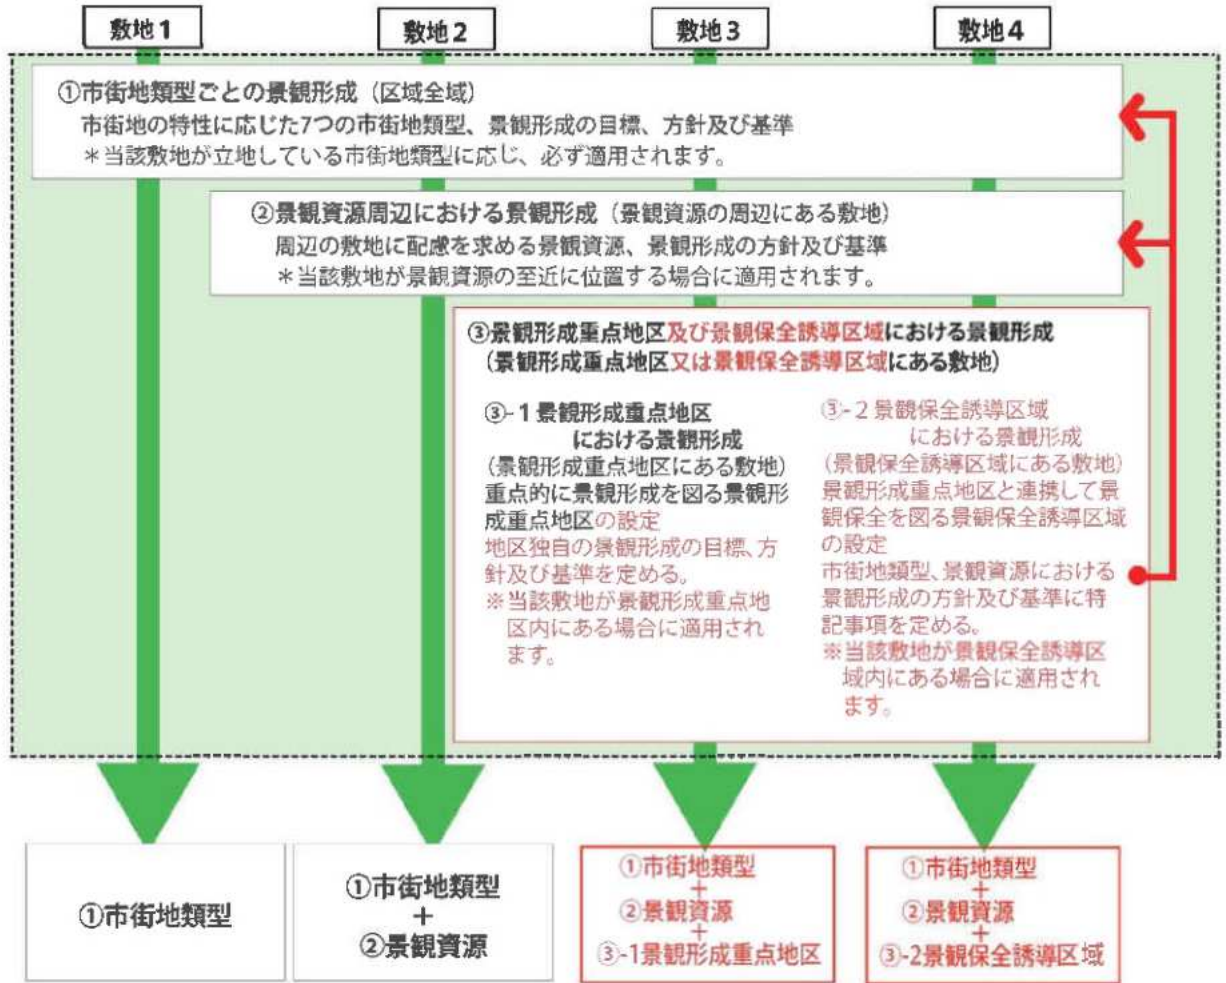 敷地1
敷地2
敷地3
敷地4
①市街地類型ごとの景観形成（区域全域）
市街地の特性に応じた7つの市街地類型、景観形成の目標、方針及び基準
＊当該敷地が立地している市街地類型に応じ、必ず適用されます。
②景観資源周辺における景観形成（景観資源の周辺にある敷地）
周辺の敷地に配慮を求める景観資源、景観形成の方針及び基準
＊当該敷地が景観資源の至近に位置する場合に適用されます。
③景観形成重点地区及び景観保全誘導区域における景観形成
（景観形成重点地区又は景観保全誘導区域にある敷地）
③-1景観形成重点地区
における景観形成
（景観形成重点地区にある敷地）
重点的に景観形成を図る景観形
成重点地区の設定
地区独自の景観形成の目標、方
針及び基準を定める。
※当該敷地が景観形成重点地
区内にある場合に適用され
ます。
③-2景観保全誘導区域
における景観形成
（景観保全誘導区域にある敷地）
景観形成重点地区と連携して景
観保全を図る景観保全誘導区域
の設定
市街地類型、景観資源における
景観形成の方針及び基準に特
記事項を定める。
※当該敷地が景観保全誘導区
域内にある場合に適用され
ます。
①市街地類型
①市街地類型
＋
②景観資源
①市街地類型
＋
②景観資源
＋
③-1景観形成重点地区
①市街地類型
＋
②景観資源
＋
③-2景観保全誘導区域